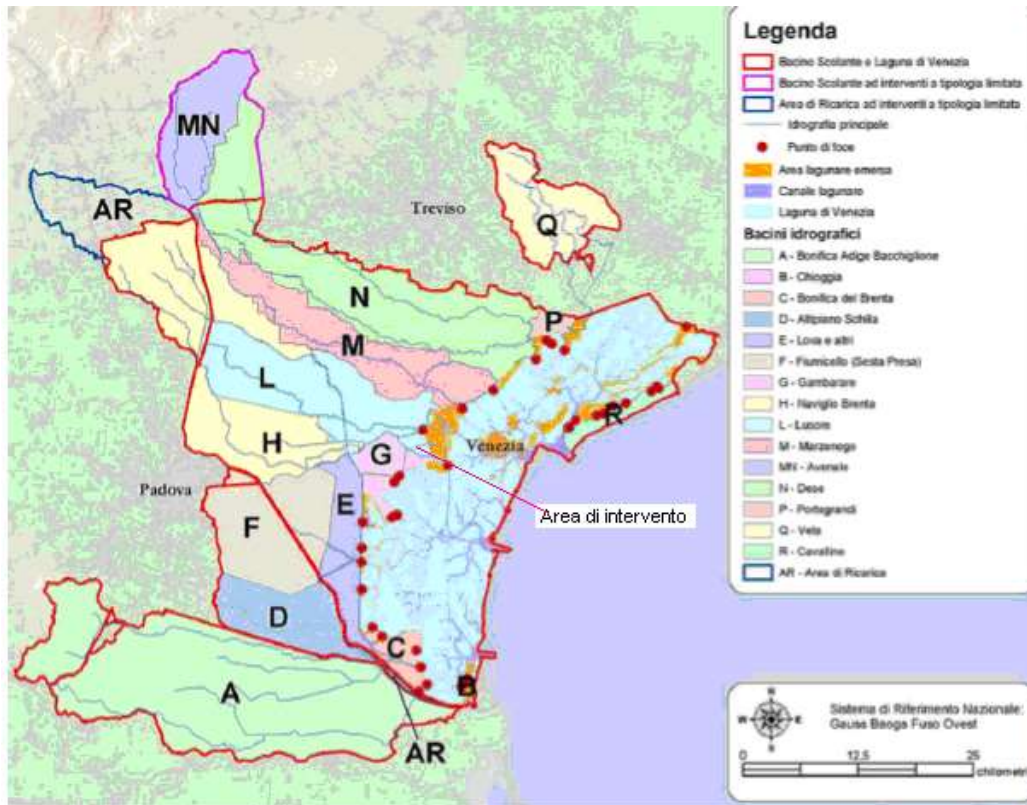 MN
AR
Treviso
Q
N
P
M
L
R
H
G
Venezia
Padova
E
Area di intervento
F
D
C
B
A
AR
Legenda
Bacino Scolante e Laguna di Venezia
Bacino Scolante ad interventi a tipologia limitata
Area di Ricarica ad interventi a tipologia limitata
Idrografia principale
Punto di foce
Area lagunare emersa
Canale lagunare
Laguna di Venezia
Bacini idrografici
A - Bonifica Adige Bacchiglione
B - Chioggia
C - Bonifica del Brenta
D - Altipiano Schilla
E - Lova e altri
F - Fiumicello (Sesta Presa)
G - Gambarare
H - Naviglio Brenta
L - Lusore
M - Marzenego
MN - Avenale
N - Dese
P - Portegrandi
Q - Vela
R - Cavallino
AR - Area di Ricarica
N
W E
S
Sistema di Riferimento Nazionale:
Gauss Boaga Fuso Ovest
0 12,5 25
chilometri